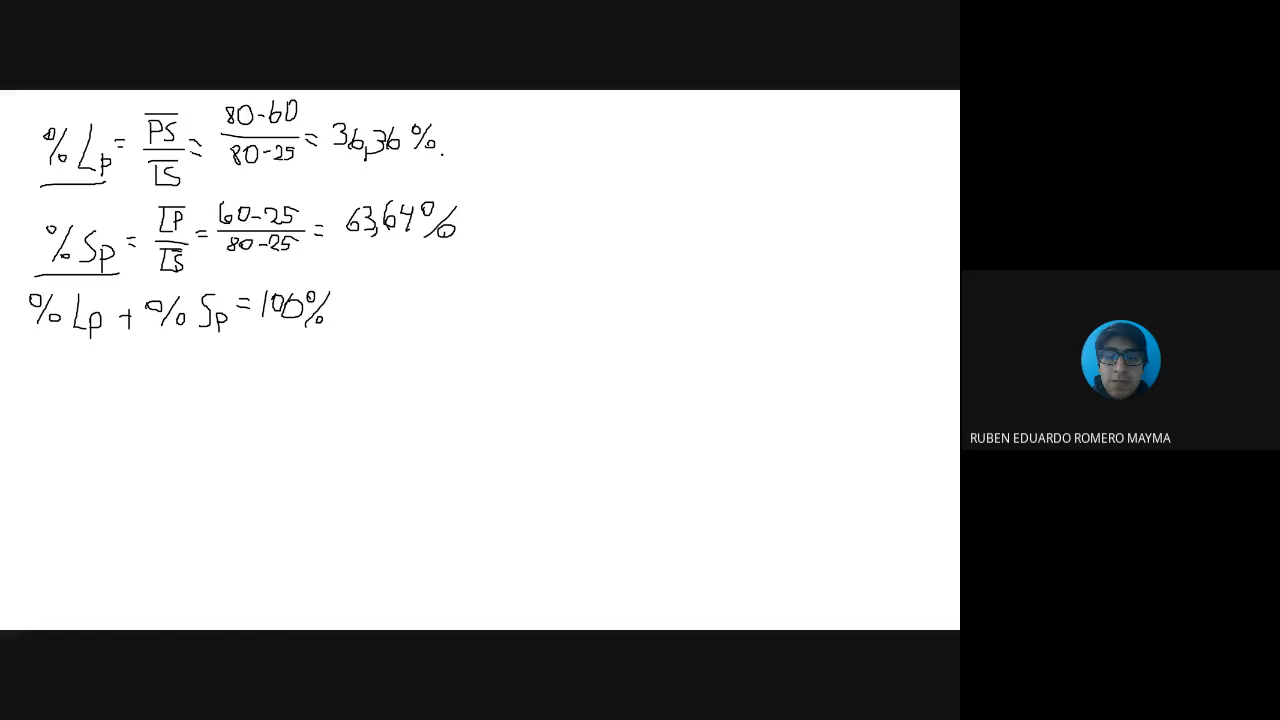 %Lp = PS/LS = 80-60/80-25 = 36,36 %.
%Sp = LP/LS = 60-25/80-25 = 63,64%
%Lp + %Sp = 100%
RUBEN EDUARDO ROMERO MAYMA